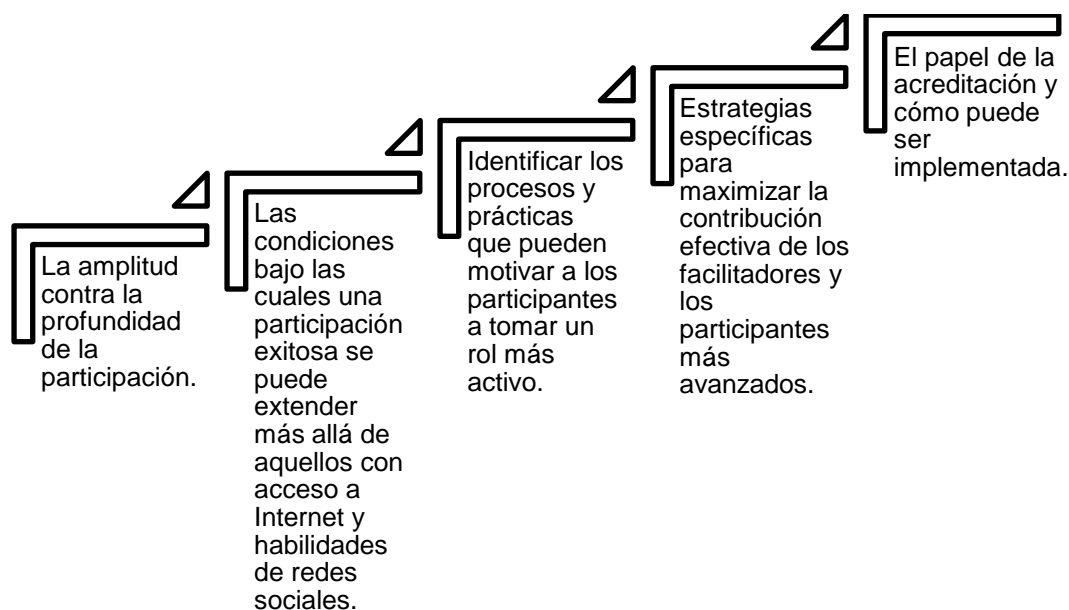 La amplitud
contra la
profundidad
de la
participación.
Las
condiciones
bajo las
cuales una
participación
exitosa se
puede
extender
más allá de
aquellos con
acceso a
Internet y
habilidades
de redes
sociales.
Identificar los
procesos y
prácticas
que pueden
motivar a los
participantes
a tomar un
rol más
activo.
Estrategias
específicas
para
maximizar la
contribución
efectiva de los
facilitadores y
los
participantes
más
avanzados.
El papel de la
acreditación y
cómo puede
ser
implementada.